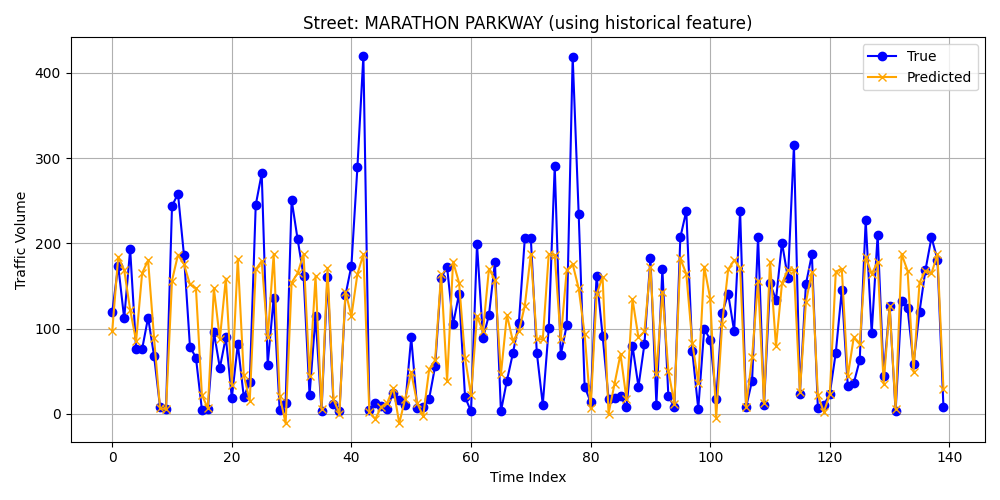 Street: MARATHON PARKWAY (using historical feature)
True
Predicted
400
300
200
100
0
Traffic Volume
0 20 40 60 80 100 120 140
Time Index